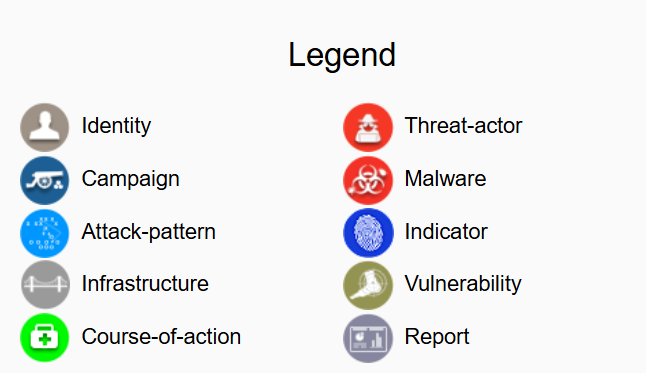 Legend
Identity
Threat-actor
Campaign
Malware
Attack-pattern
Indicator
Infrastructure
Vulnerability
Course-of-action
Report